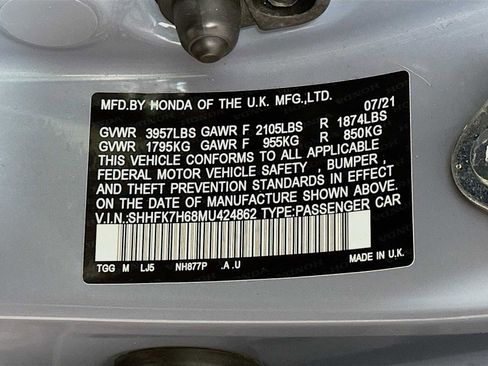 MFD.BY HONDA OF THE U.K. MFG.,LTD. 07/21
GVWR 3957LBS GAWR F 2105LBS R 1874LBS
GVWR 1795KG GAWR F 955KG R 850KG
THIS VEHICLE CONFORMS TO ALL APPLICABLE
FEDERAL MOTOR VEHICLE SAFETY , BUMPER ,
AND THEFT PREVENTION STANDARDS IN EFFECT
ON THE DATE OF MANUFACTURE SHOWN ABOVE.
V.I.N:SHHFK7H68MU424862 TYPE:PASSENGER CAR
MADE IN U.K.
TGG M LJ5 NH877P .A.U